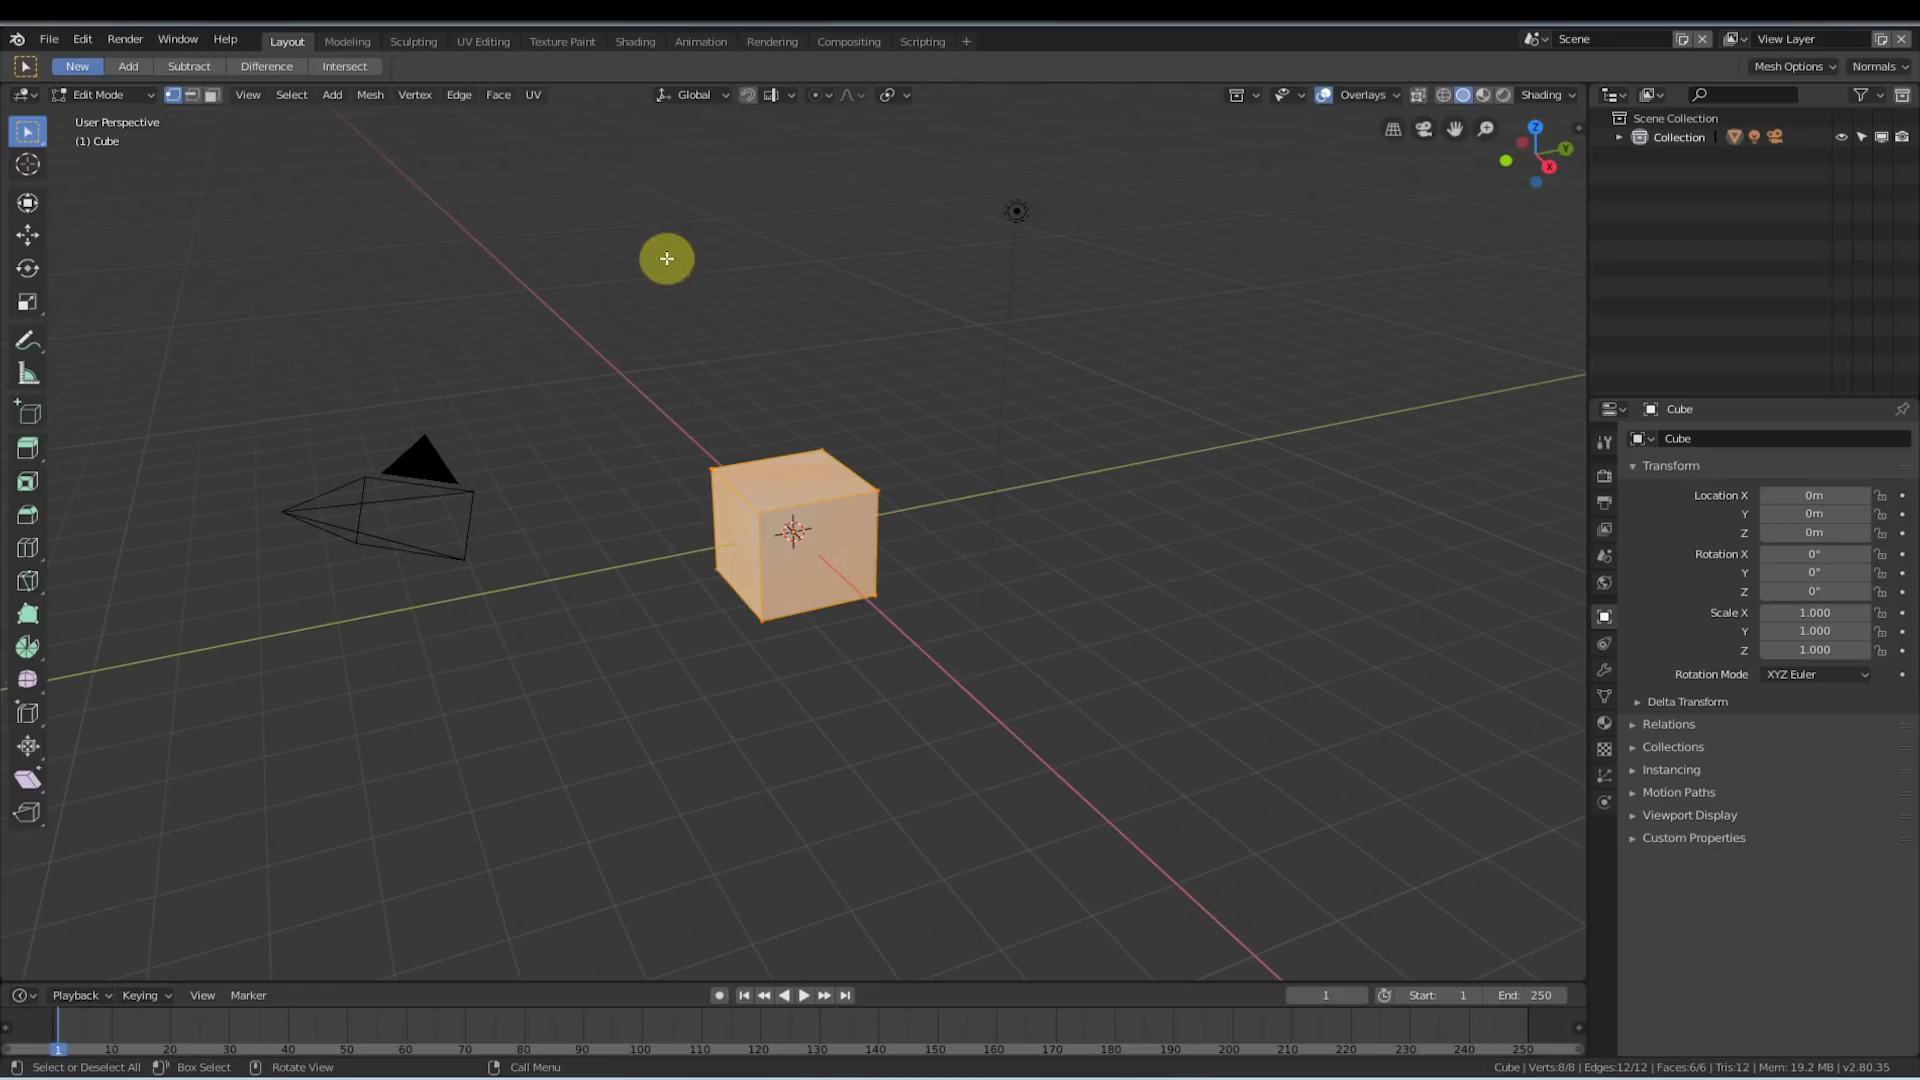 File Edit Render Window Help Layout Modeling Sculpting UV Editing Texture Paint Shading Animation Rendering Compositing Scripting + Scene View Layer
New Add Subtract Difference Intersect Mesh Options Normals
Edit Mode View Select Add Mesh Vertex Edge Face UV Global Overlays Shading
User Perspective
(1) Cube
Z
Y
X
Scene Collection
Collection
Cube
Cube
Transform
Location X 0m
Y 0m
Z 0m
Rotation X 0°
Y 0°
Z 0°
Scale X 1.000
Y 1.000
Z 1.000
Rotation Mode XYZ Euler
Delta Transform
Relations
Collections
Instancing
Motion Paths
Viewport Display
Custom Properties
Playback Keying View Marker 1 Start: 1 End: 250
1 10 20 30 40 50 60 70 80 90 100 110 120 130 140 150 160 170 180 190 200 210 220 230 240 250
Select or Deselect All Box Select Rotate View Call Menu Cube | Verts:8/8 | Edges:12/12 | Faces:6/6 | Tris:12 | Mem: 19.2 MB | v2.80.35